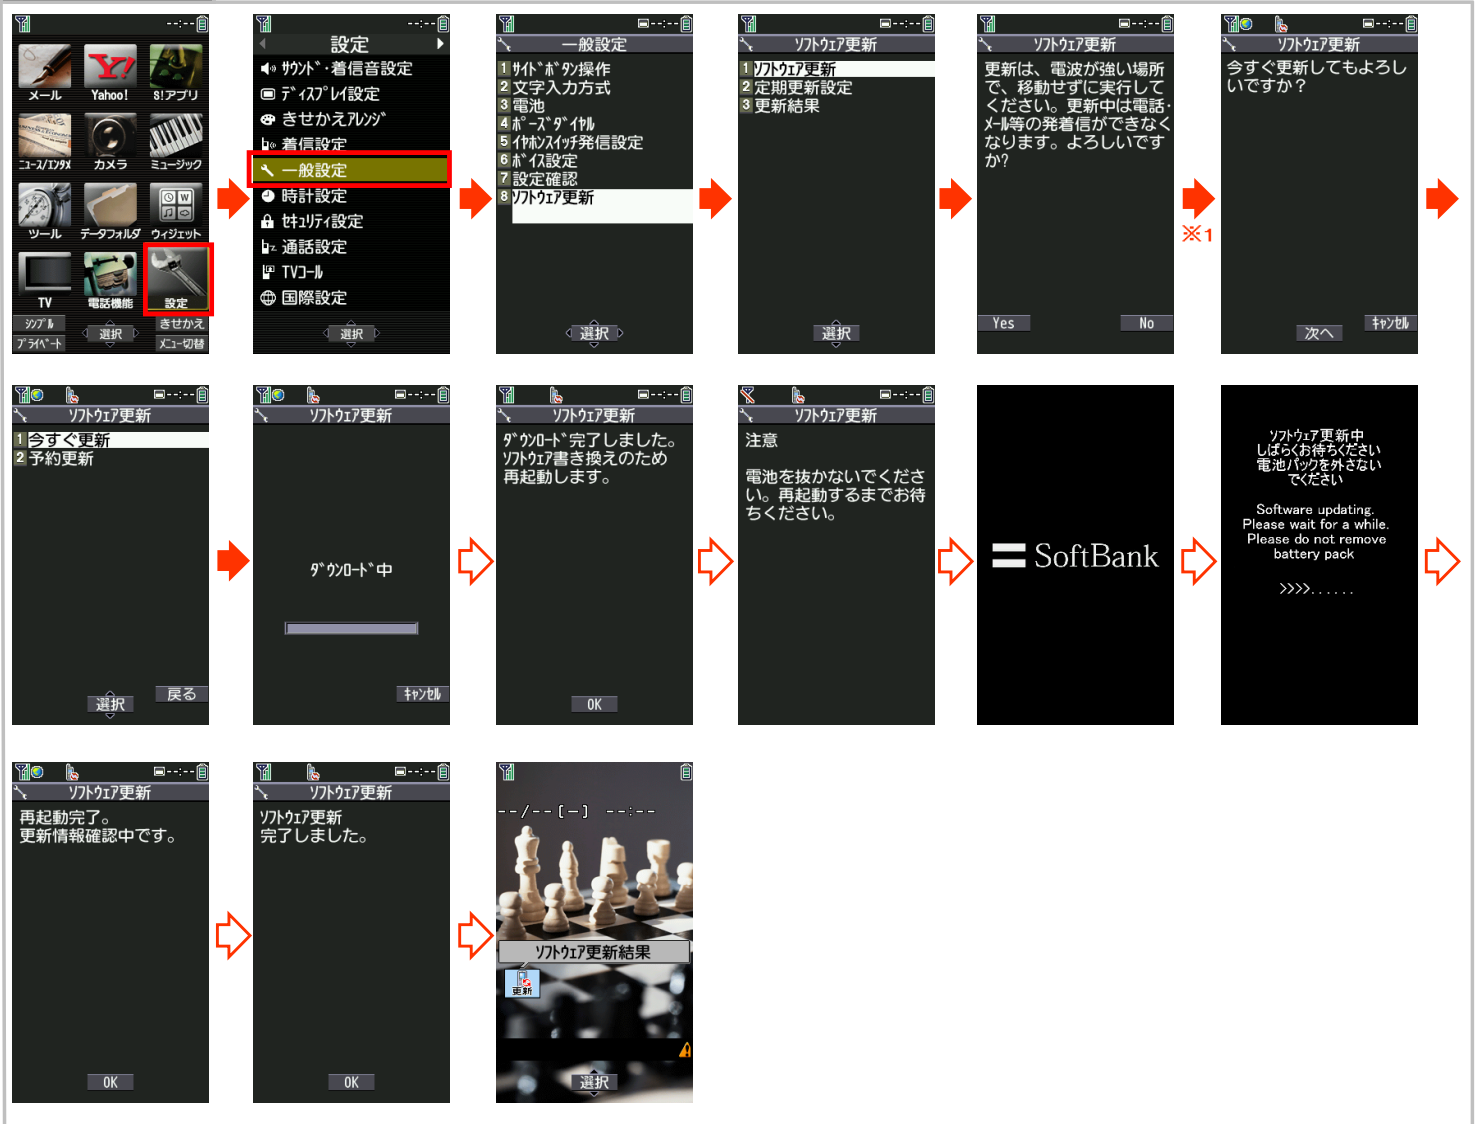 --:--
メール
Yahoo!
S!アプリ
ﾆｭｰｽ/ｴﾝﾀﾒ
カメラ
ミュージック
ツール
データフォルダ
ウィジェット
TV
電話機能
設定
ｼﾝﾌﾟﾙ
選択
きせかえ
ﾌﾟﾗｲﾍﾞｰﾄ
ﾒﾆｭｰ切替
--:--
設定
ｻｳﾝﾄﾞ･着信音設定
ﾃﾞｨｽﾌﾟﾚｲ設定
きせかえｱﾚﾝｼﾞ
着信設定
一般設定
時計設定
ｾｷｭﾘﾃｨ設定
通話設定
TVｺｰﾙ
国際設定
選択
--:--
一般設定
1 ｻｲﾄﾞﾎﾞﾀﾝ操作
2 文字入力方式
3 電池
4 ﾎﾟｰｽﾞﾀﾞｲﾔﾙ
5 ｲﾔﾎﾝｽｲｯﾁ発信設定
6 ﾎﾞｲｽ設定
7 設定確認
8 ｿﾌﾄｳｪｱ更新
選択
--:--
ｿﾌﾄｳｪｱ更新
1 ｿﾌﾄｳｪｱ更新
2 定期更新設定
3 更新結果
選択
--:--
ｿﾌﾄｳｪｱ更新
更新は、電波が強い場所
で、移動せずに実行して
ください。更新中は電話･
ﾒｰﾙ等の発着信ができなく
なります。よろしいです
か?
Yes
No
※1
--:--
ｿﾌﾄｳｪｱ更新
今すぐ更新してもよろし
いですか？
次へ
ｷｬﾝｾﾙ
--:--
ｿﾌﾄｳｪｱ更新
1 今すぐ更新
2 予約更新
選択
戻る
--:--
ｿﾌﾄｳｪｱ更新
ﾀﾞｳﾝﾛｰﾄﾞ中
ｷｬﾝｾﾙ
--:--
ｿﾌﾄｳｪｱ更新
ﾀﾞｳﾝﾛｰﾄﾞ完了しました。
ｿﾌﾄｳｪｱ書き換えのため
再起動します。
OK
--:--
ｿﾌﾄｳｪｱ更新
注意
電池を抜かないでくださ
い。再起動するまでお待
ちください。
SoftBank
ｿﾌﾄｳｪｱ更新中
しばらくお待ちください
電池パックを外さない
でください
Software updating.
Please wait for a while.
Please do not remove
battery pack
>>>>......
--:--
ｿﾌﾄｳｪｱ更新
再起動完了。
更新情報確認中です。
OK
--:--
ｿﾌﾄｳｪｱ更新
ｿﾌﾄｳｪｱ更新
完了しました。
OK
--/--[-] --:--
ｿﾌﾄｳｪｱ更新結果
更新
選択